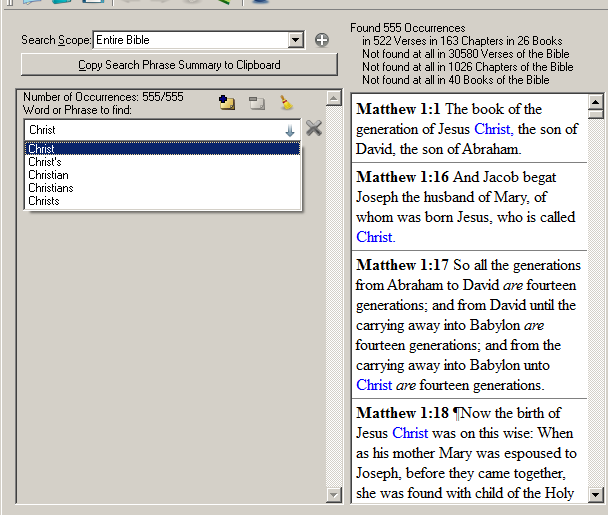 Search Scope: Entire Bible
Copy Search Phrase Summary to Clipboard
Number of Occurrences: 555/555
Word or Phrase to find:
Christ
Christ
Christ's
Christian
Christians
Christs
Found 555 Occurrences
in 522 Verses in 163 Chapters in 26 Books
Not found at all in 30580 Verses of the Bible
Not found at all in 1026 Chapters of the Bible
Not found at all in 40 Books of the Bible
Matthew 1:1 The book of the
generation of Jesus Christ, the son of
David, the son of Abraham.
Matthew 1:16 And Jacob begat
Joseph the husband of Mary, of
whom was born Jesus, who is called
Christ.
Matthew 1:17 So all the generations
from Abraham to David are fourteen
generations; and from David until the
carrying away into Babylon are
fourteen generations; and from the
carrying away into Babylon unto
Christ are fourteen generations.
Matthew 1:18 ¶Now the birth of
Jesus Christ was on this wise: When
as his mother Mary was espoused to
Joseph, before they came together,
she was found with child of the Holy